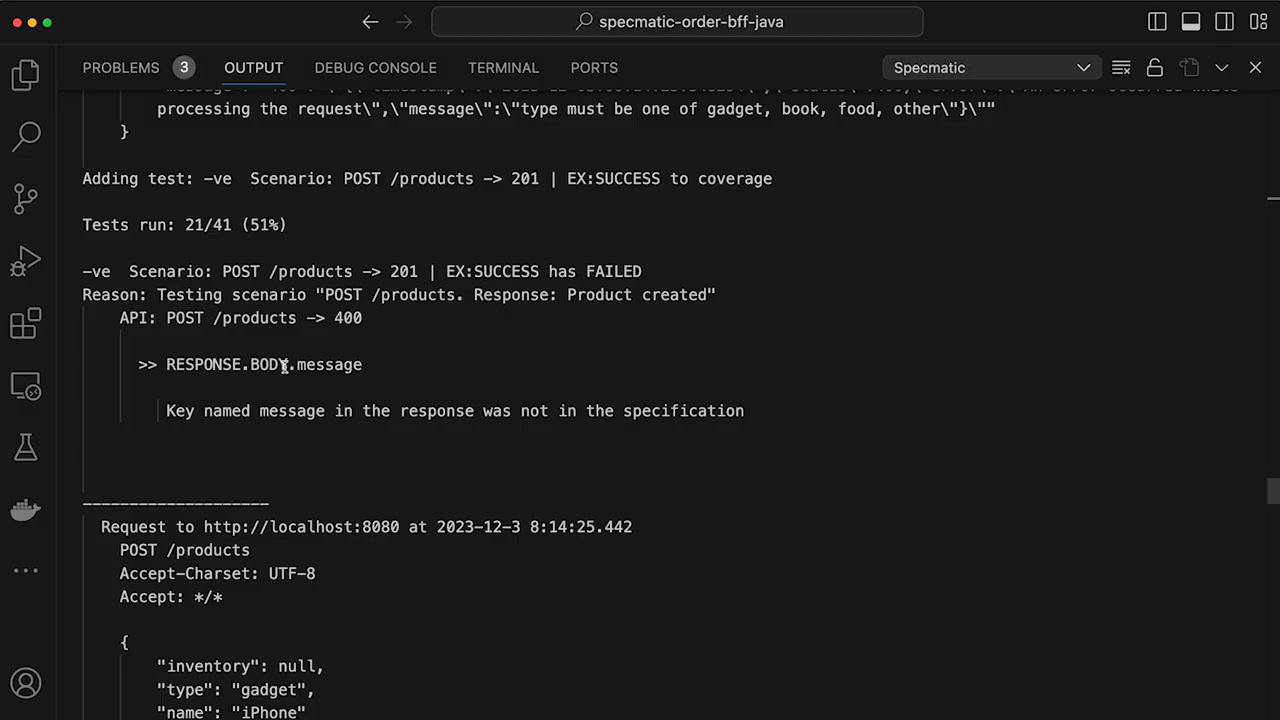 specmatic-order-bff-java
PROBLEMS 3 OUTPUT DEBUG CONSOLE TERMINAL PORTS Specmatic
processing the request\",\"message\":\"type must be one of gadget, book, food, other\"}\""
}
Adding test: -ve  Scenario: POST /products -> 201 | EX:SUCCESS to coverage
Tests run: 21/41 (51%)
-ve  Scenario: POST /products -> 201 | EX:SUCCESS has FAILED
Reason: Testing scenario "POST /products. Response: Product created"
API: POST /products -> 400
>> RESPONSE.BODY.message
Key named message in the response was not in the specification
Request to http://localhost:8080 at 2023-12-3 8:14:25.442
POST /products
Accept-Charset: UTF-8
Accept: */*
{
"inventory": null,
"type": "gadget",
"name": "iPhone"